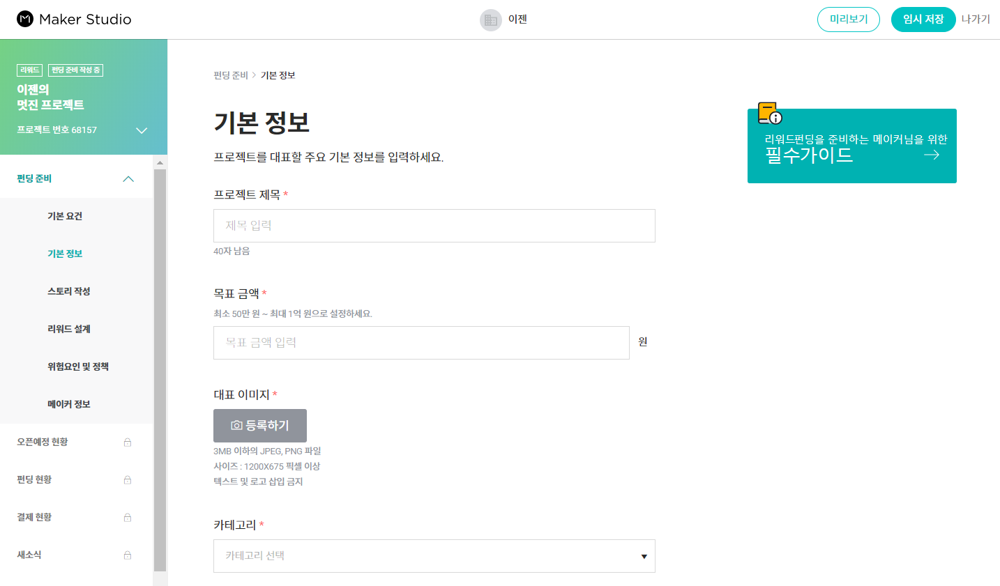 Maker Studio
이젠
미리보기
임시 저장
나가기
리워드
펀딩 준비 작성 중
이젠의
멋진 프로젝트
프로젝트 번호 68157
펀딩 준비
기본 요건
기본 정보
스토리 작성
리워드 설계
위험요인 및 정책
메이커 정보
오픈예정 현황
펀딩 현황
결제 현황
새소식
펀딩 준비 > 기본 정보
기본 정보
프로젝트를 대표할 주요 기본 정보를 입력하세요.
프로젝트 제목 *
제목 입력
40자 남음
목표 금액 *
최소 50만 원 ~ 최대 1억 원으로 설정하세요.
목표 금액 입력
원
대표 이미지 *
등록하기
3MB 이하의 JPEG, PNG 파일
사이즈 : 1200X675 픽셀 이상
텍스트 및 로고 삽입 금지
카테고리 *
카테고리 선택
리워드펀딩을 준비하는 메이커님을 위한
필수가이드